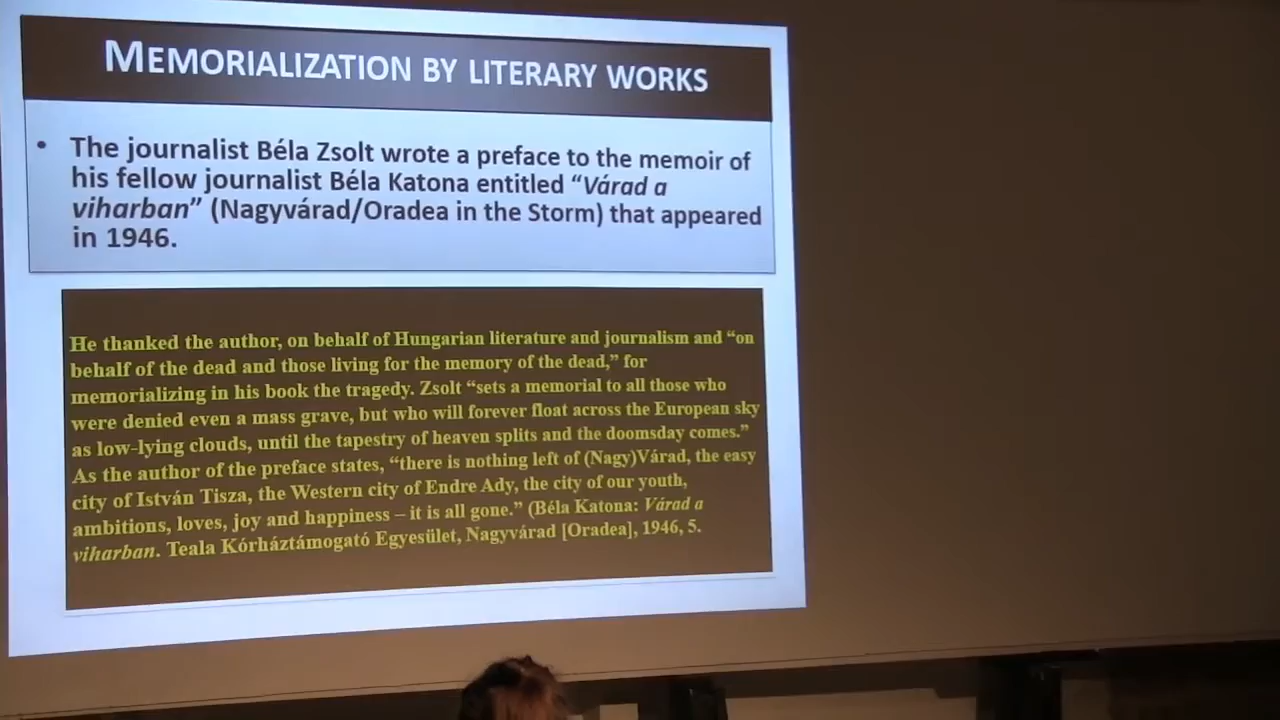 MEMORIALIZATION BY LITERARY WORKS
• The journalist Béla Zsolt wrote a preface to the memoir of
his fellow journalist Béla Katona entitled “Várad a
viharban” (Nagyvárad/Oradea in the Storm) that appeared
in 1946.
He thanked the author, on behalf of Hungarian literature and journalism and “on
behalf of the dead and those living for the memory of the dead,” for
memorializing in his book the tragedy. Zsolt “sets a memorial to all those who
were denied even a mass grave, but who will forever float across the European sky
as low-lying clouds, until the tapestry of heaven splits and the doomsday comes.”
As the author of the preface states, “there is nothing left of (Nagy)Várad, the easy
city of István Tisza, the Western city of Endre Ady, the city of our youth,
ambitions, loves, joy and happiness – it is all gone.” (Béla Katona: Várad a
viharban. Teala Kórháztámogató Egyesület, Nagyvárad [Oradea], 1946, 5.